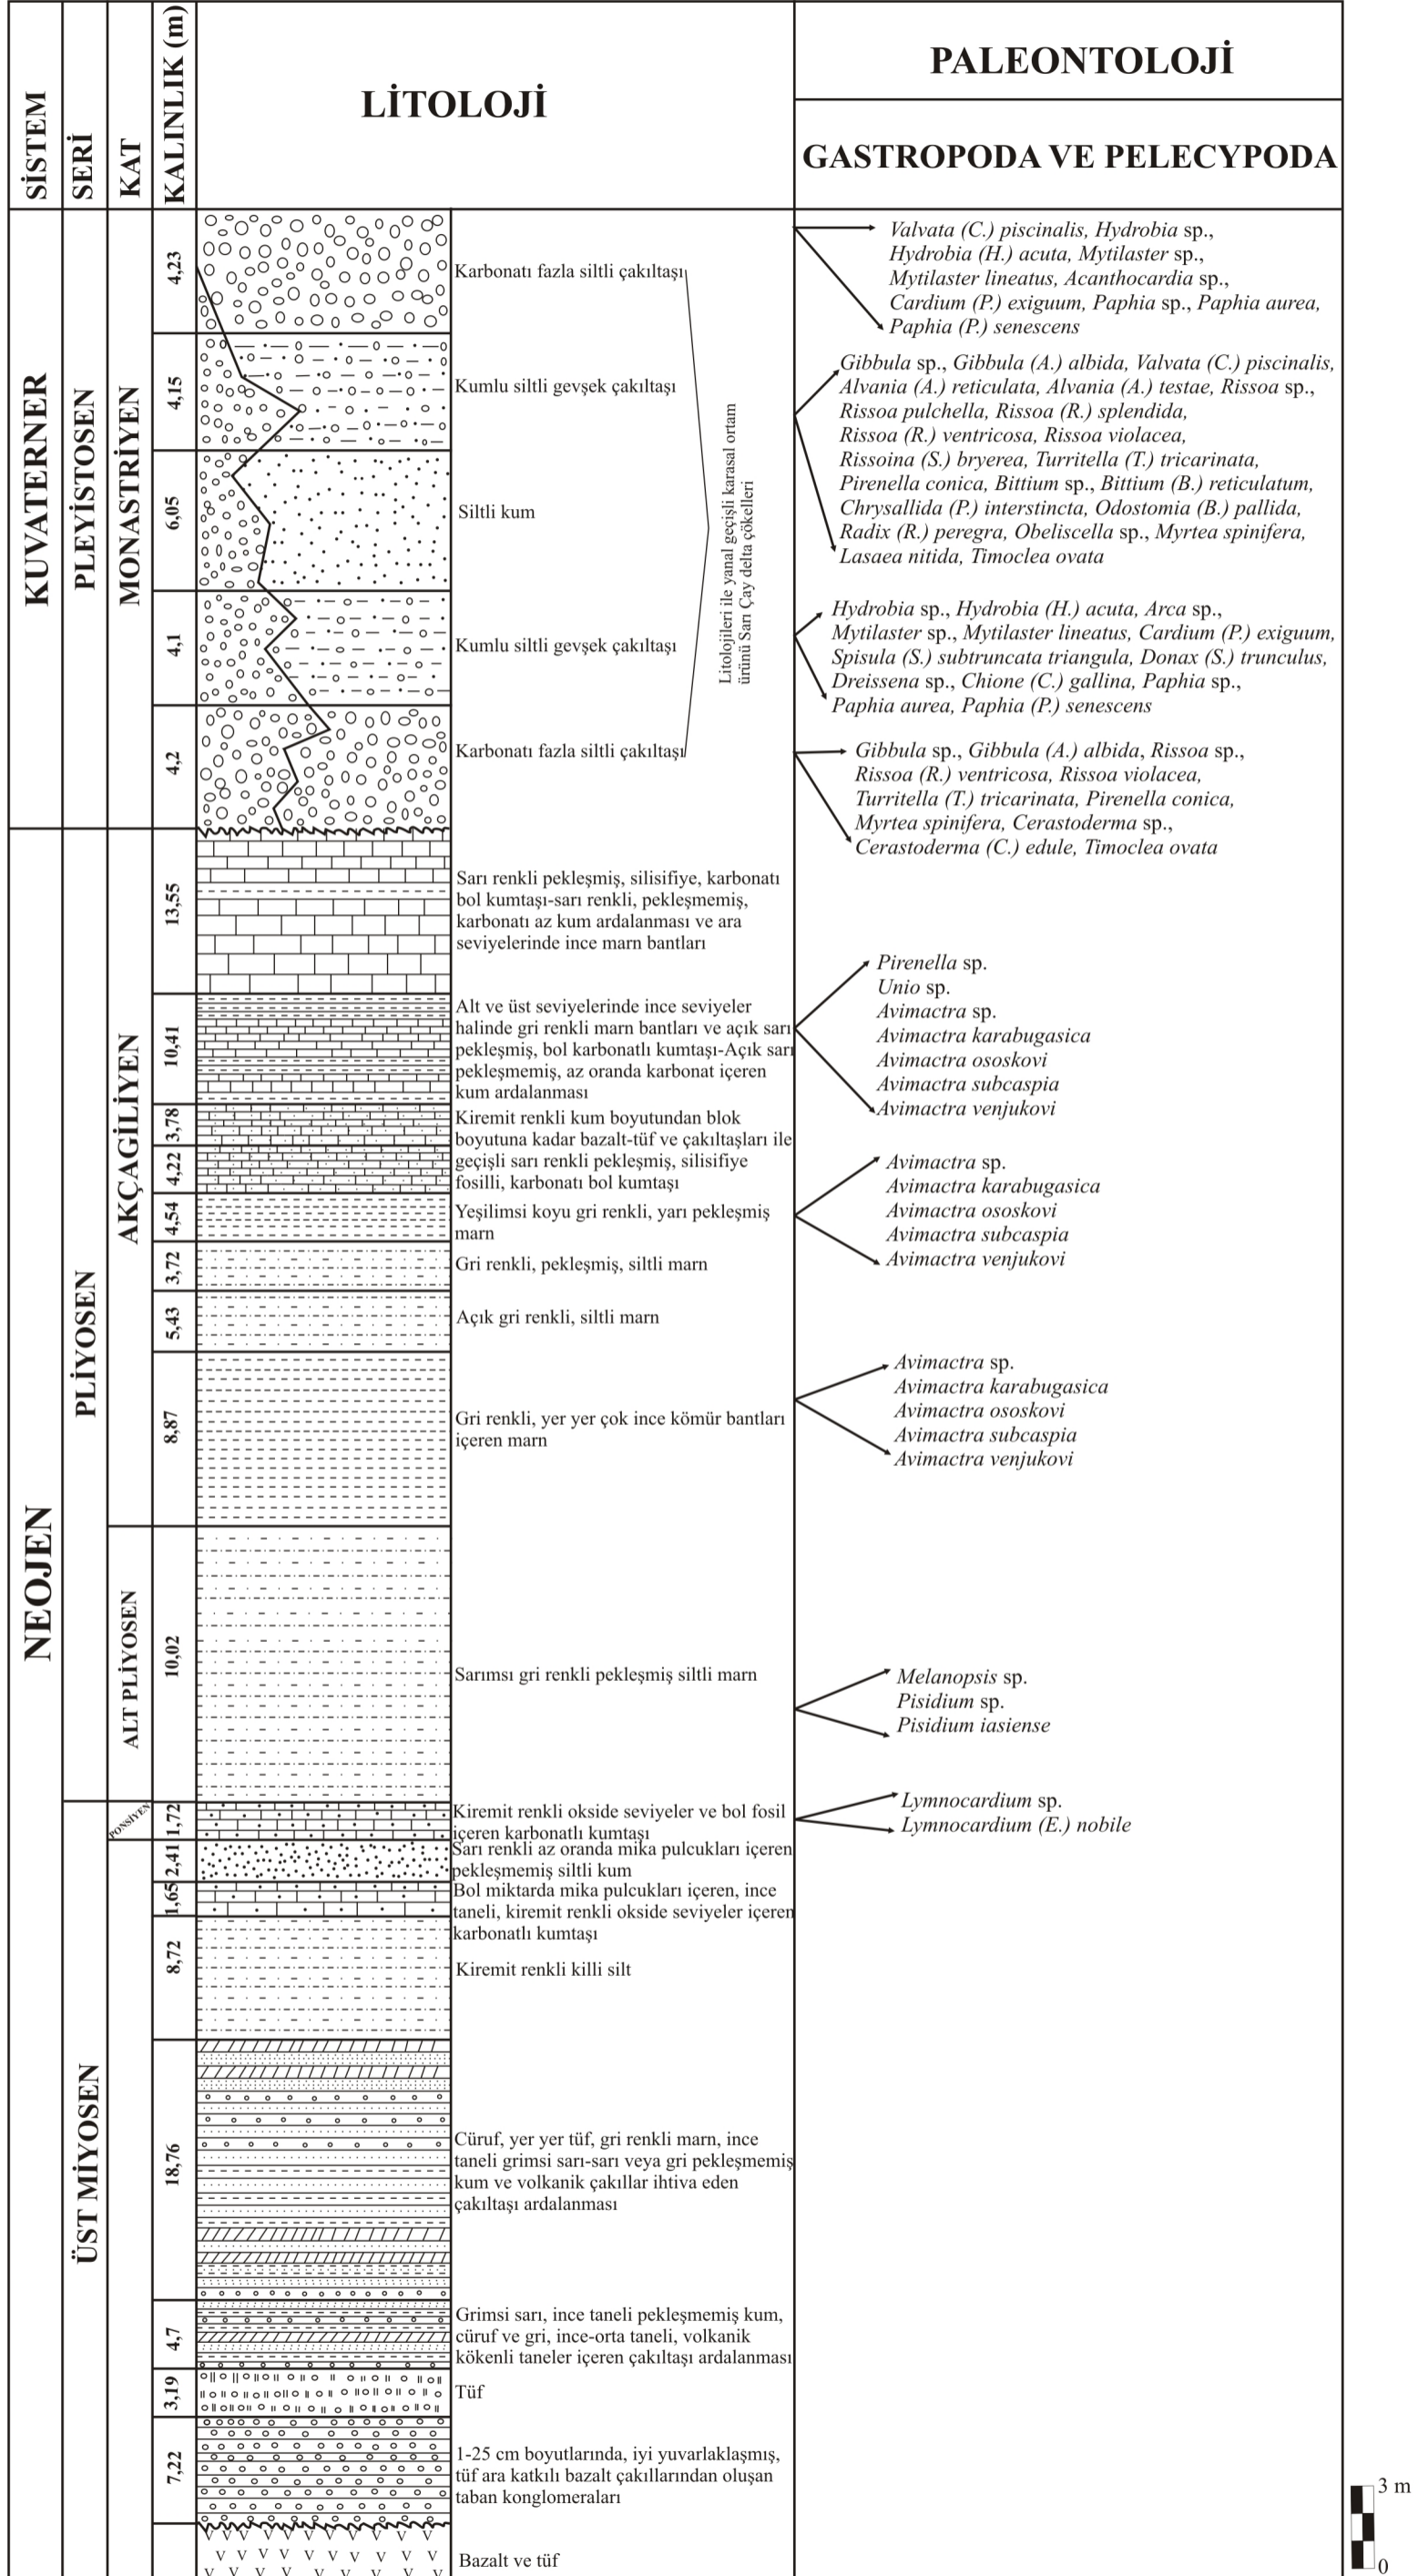 SİSTEM
SERİ
KAT
KALINLIK (m)
LİTOLOJİ
PALEONTOLOJİ
GASTROPODA VE PELECYPODA
KUVATERNER
PLEYİSTOSEN
MONASTRİYEN
4,23
Karbonatı fazla siltli çakıltaşı
Valvata (C.) piscinalis, Hydrobia sp.,
Hydrobia (H.) acuta, Mytilaster sp.,
Mytilaster lineatus, Acanthocardia sp.,
Cardium (P.) exiguum, Paphia sp., Paphia aurea,
Paphia (P.) senescens
4,15
Kumlu siltli gevşek çakıltaşı
Gibbula sp., Gibbula (A.) albida, Valvata (C.) piscinalis,
Alvania (A.) reticulata, Alvania (A.) testae, Rissoa sp.,
Rissoa pulchella, Rissoa (R.) splendida,
Rissoa (R.) ventricosa, Rissoa violacea,
Rissoina (S.) bryerea, Turritella (T.) tricarinata,
Pirenella conica, Bittium sp., Bittium (B.) reticulatum,
Chrysallida (P.) interstincta, Odostomia (B.) pallida,
Radix (R.) peregra, Obeliscella sp., Myrtea spinifera,
Lasaea nitida, Timoclea ovata
6,05
Siltli kum
Litolojileri ile yanal geçişli karasal ortam
ürünü Sarı Çay delta çökelleri
4,1
Kumlu siltli gevşek çakıltaşı
Hydrobia sp., Hydrobia (H.) acuta, Arca sp.,
Mytilaster sp., Mytilaster lineatus, Cardium (P.) exiguum,
Spisula (S.) subtruncata triangula, Donax (S.) trunculus,
Dreissena sp., Chione (C.) gallina, Paphia sp.,
Paphia aurea, Paphia (P.) senescens
4,2
Karbonatı fazla siltli çakıltaşı
Gibbula sp., Gibbula (A.) albida, Rissoa sp.,
Rissoa (R.) ventricosa, Rissoa violacea,
Turritella (T.) tricarinata, Pirenella conica,
Myrtea spinifera, Cerastoderma sp.,
Cerastoderma (C.) edule, Timoclea ovata
NEOJEN
PLİYOSEN
AKÇAGİLİYEN
13,55
Sarı renkli pekleşmiş, silisifiye, karbonatı
bol kumtaşı-sarı renkli, pekleşmemiş,
karbonatı az kum ardalanması ve ara
seviyelerinde ince marn bantları
10,41
Alt ve üst seviyelerinde ince seviyeler
halinde gri renkli marn bantları ve açık sarı
pekleşmiş, bol karbonatlı kumtaşı-Açık sarı
pekleşmemiş, az oranda karbonat içeren
kum ardalanması
Pirenella sp.
Unio sp.
Avimactra sp.
Avimactra karabugasica
Avimactra ososkovi
Avimactra subcaspia
Avimactra venjukovi
3,78
4,22
Kiremit renkli kum boyutundan blok
boyutuna kadar bazalt-tüf ve çakıltaşları ile
geçişli sarı renkli pekleşmiş, silisifiye
fosilli, karbonatı bol kumtaşı
4,54
Yeşilimsi koyu gri renkli, yarı pekleşmiş
marn
Avimactra sp.
Avimactra karabugasica
Avimactra ososkovi
Avimactra subcaspia
Avimactra venjukovi
3,72
Gri renkli, pekleşmiş, siltli marn
5,43
Açık gri renkli, siltli marn
8,87
Gri renkli, yer yer çok ince kömür bantları
içeren marn
Avimactra sp.
Avimactra karabugasica
Avimactra ososkovi
Avimactra subcaspia
Avimactra venjukovi
ALT PLİYOSEN
10,02
Sarımsı gri renkli pekleşmiş siltli marn
Melanopsis sp.
Pisidium sp.
Pisidium iasiense
ÜST MİYOSEN
PONSİYEN
1,72
Kiremit renkli okside seviyeler ve bol fosil
içeren karbonatlı kumtaşı
Lymnocardium sp.
Lymnocardium (E.) nobile
2,41
Sarı renkli az oranda mika pulcukları içeren
pekleşmemiş siltli kum
1,65
Bol miktarda mika pulcukları içeren, ince
taneli, kiremit renkli okside seviyeler içeren
karbonatlı kumtaşı
8,72
Kiremit renkli killi silt
18,76
Cüruf, yer yer tüf, gri renkli marn, ince
taneli grimsi sarı-sarı veya gri pekleşmemiş
kum ve volkanik çakıllar ihtiva eden
çakıltaşı ardalanması
4,7
Grimsi sarı, ince taneli pekleşmemiş kum,
cüruf ve gri, ince-orta taneli, volkanik
kökenli taneler içeren çakıltaşı ardalanması
3,19
Tüf
7,22
1-25 cm boyutlarında, iyi yuvarlaklaşmış,
tüf ara katkılı bazalt çakıllarından oluşan
taban konglomeraları
Bazalt ve tüf
3 m
0